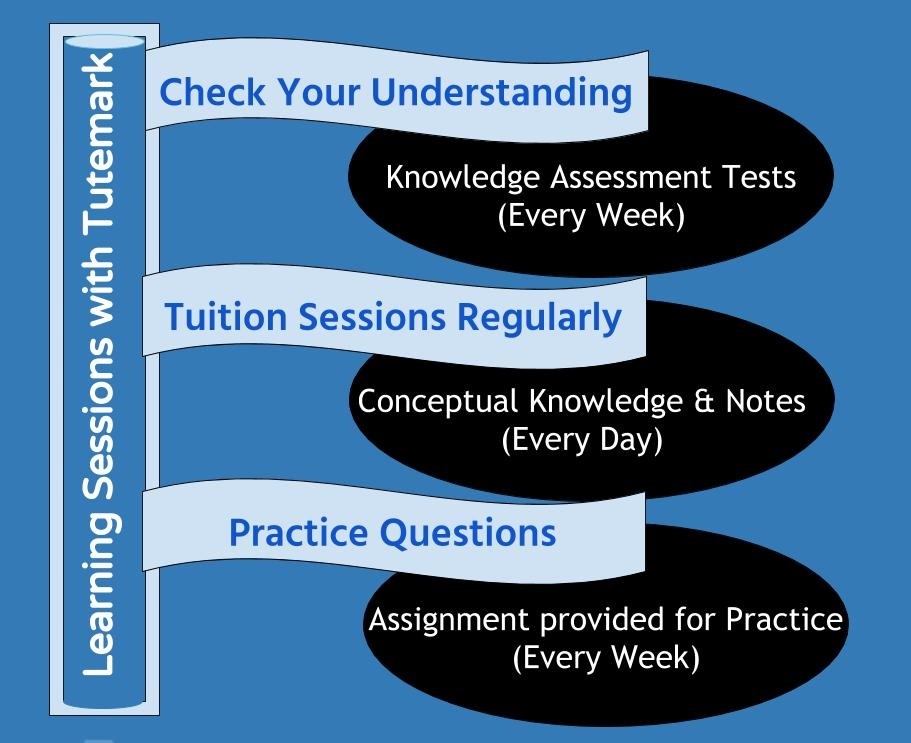 Learning Sessions with Tutemark
Check Your Understanding
Knowledge Assessment Tests
(Every Week)
Tuition Sessions Regularly
Conceptual Knowledge & Notes
(Every Day)
Practice Questions
Assignment provided for Practice
(Every Week)